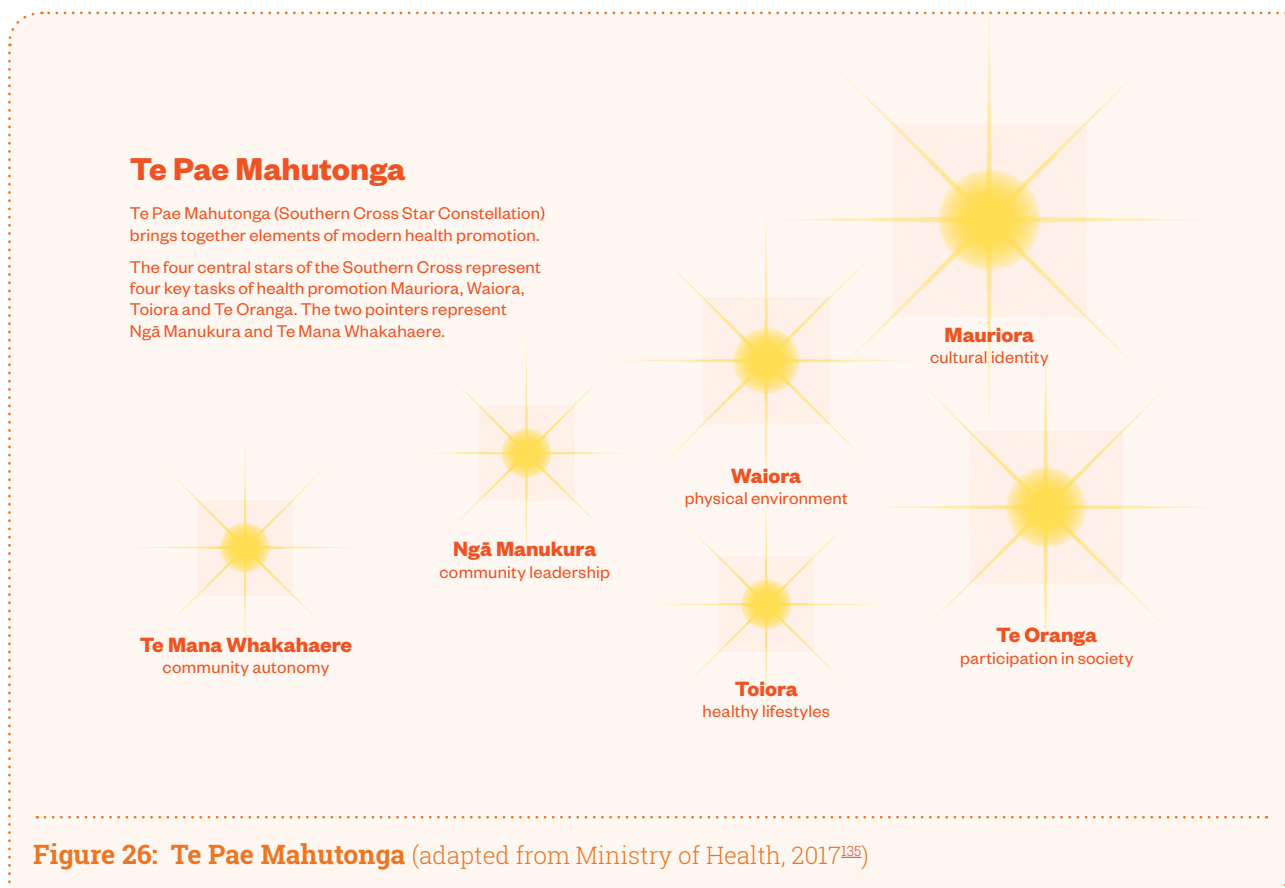 Te Pae Mahutonga
Te Pae Mahutonga (Southern Cross Star Constellation)
brings together elements of modern health promotion.
The four central stars of the Southern Cross represent
four key tasks of health promotion Mauriora, Waiora,
Toiora and Te Oranga. The two pointers represent
Ngā Manukura and Te Mana Whakahaere.
Mauriora
cultural identity
Waiora
physical environment
Ngā Manukura
community leadership
Te Oranga
participation in society
Te Mana Whakahaere
community autonomy
Toiora
healthy lifestyles
Figure 26: Te Pae Mahutonga (adapted from Ministry of Health, 2017135)